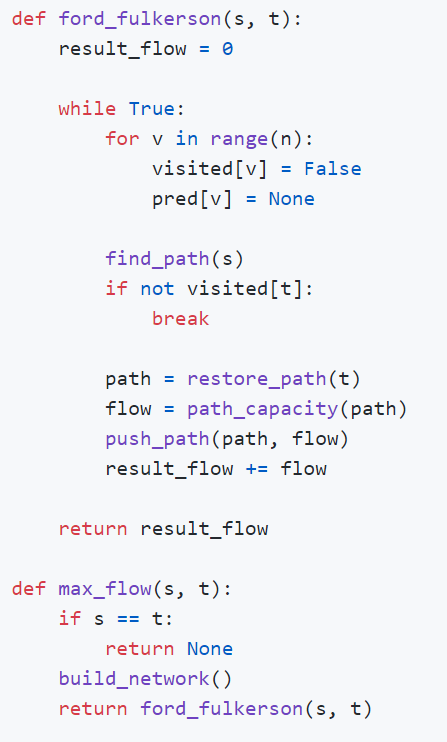 def ford_fulkerson(s, t):
    result_flow = 0

    while True:
        for v in range(n):
            visited[v] = False
            pred[v] = None

        find_path(s)
        if not visited[t]:
            break

        path = restore_path(t)
        flow = path_capacity(path)
        push_path(path, flow)
        result_flow += flow

    return result_flow

def max_flow(s, t):
    if s == t:
        return None
    build_network()
    return ford_fulkerson(s, t)